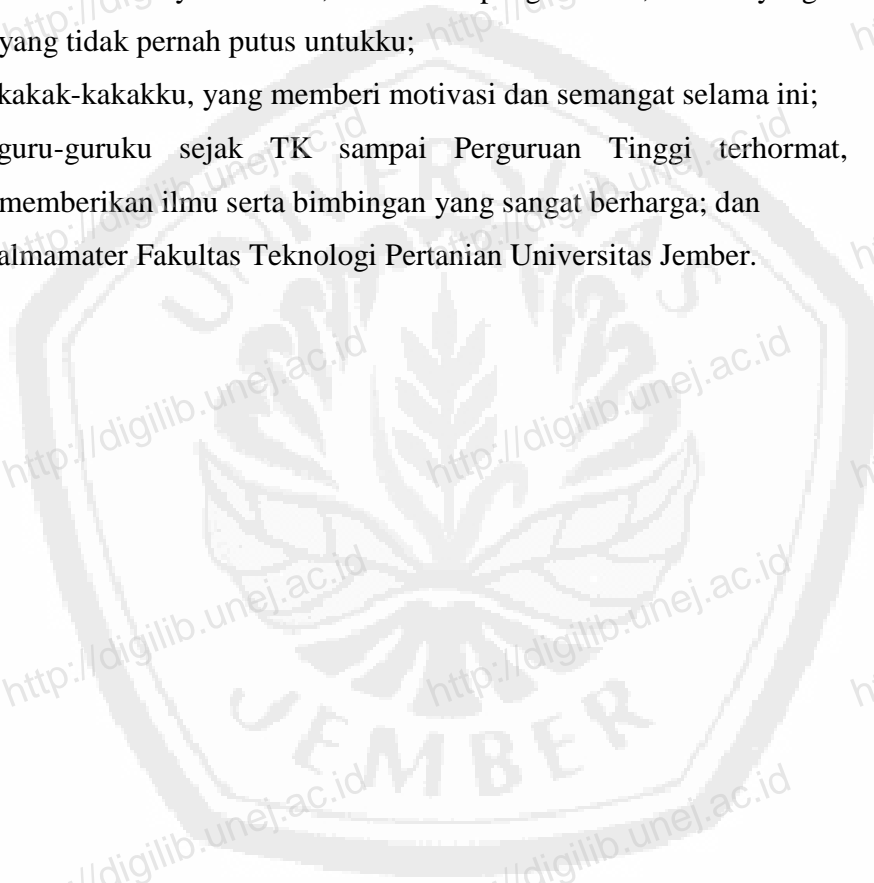 yang tidak pernah putus untukku;
kakak-kakakku, yang memberi motivasi dan semangat selama ini;
guru-guruku sejak TK sampai Perguruan Tinggi terhormat,
memberikan ilmu serta bimbingan yang sangat berharga; dan
almamater Fakultas Teknologi Pertanian Universitas Jember.
http://digilib.unej.ac.id
http://digilib.unej.ac.id
http://digilib.unej.ac.id
http://digilib.unej.ac.id
JEMBER